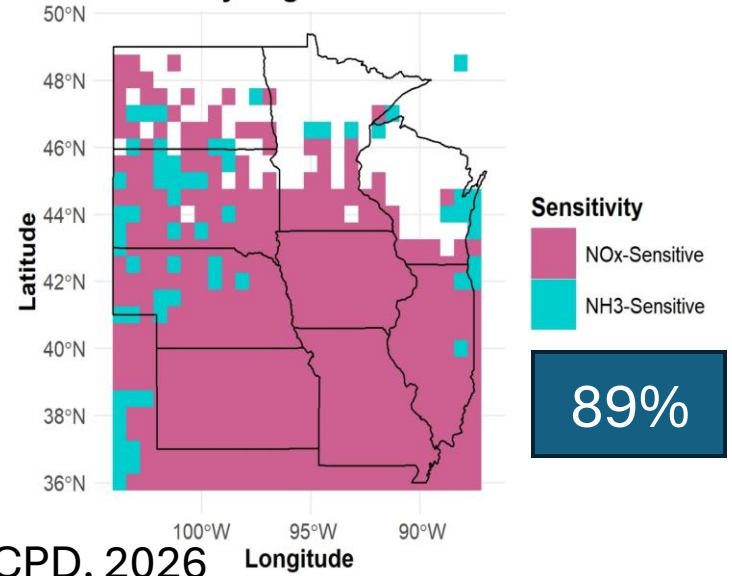 50°N
48°N
46°N
44°N
42°N
40°N
38°N
36°N
Latitude
100°W
95°W
90°W
Longitude
Sensitivity
NOx-Sensitive
NH3-Sensitive
89%
CPD. 2026